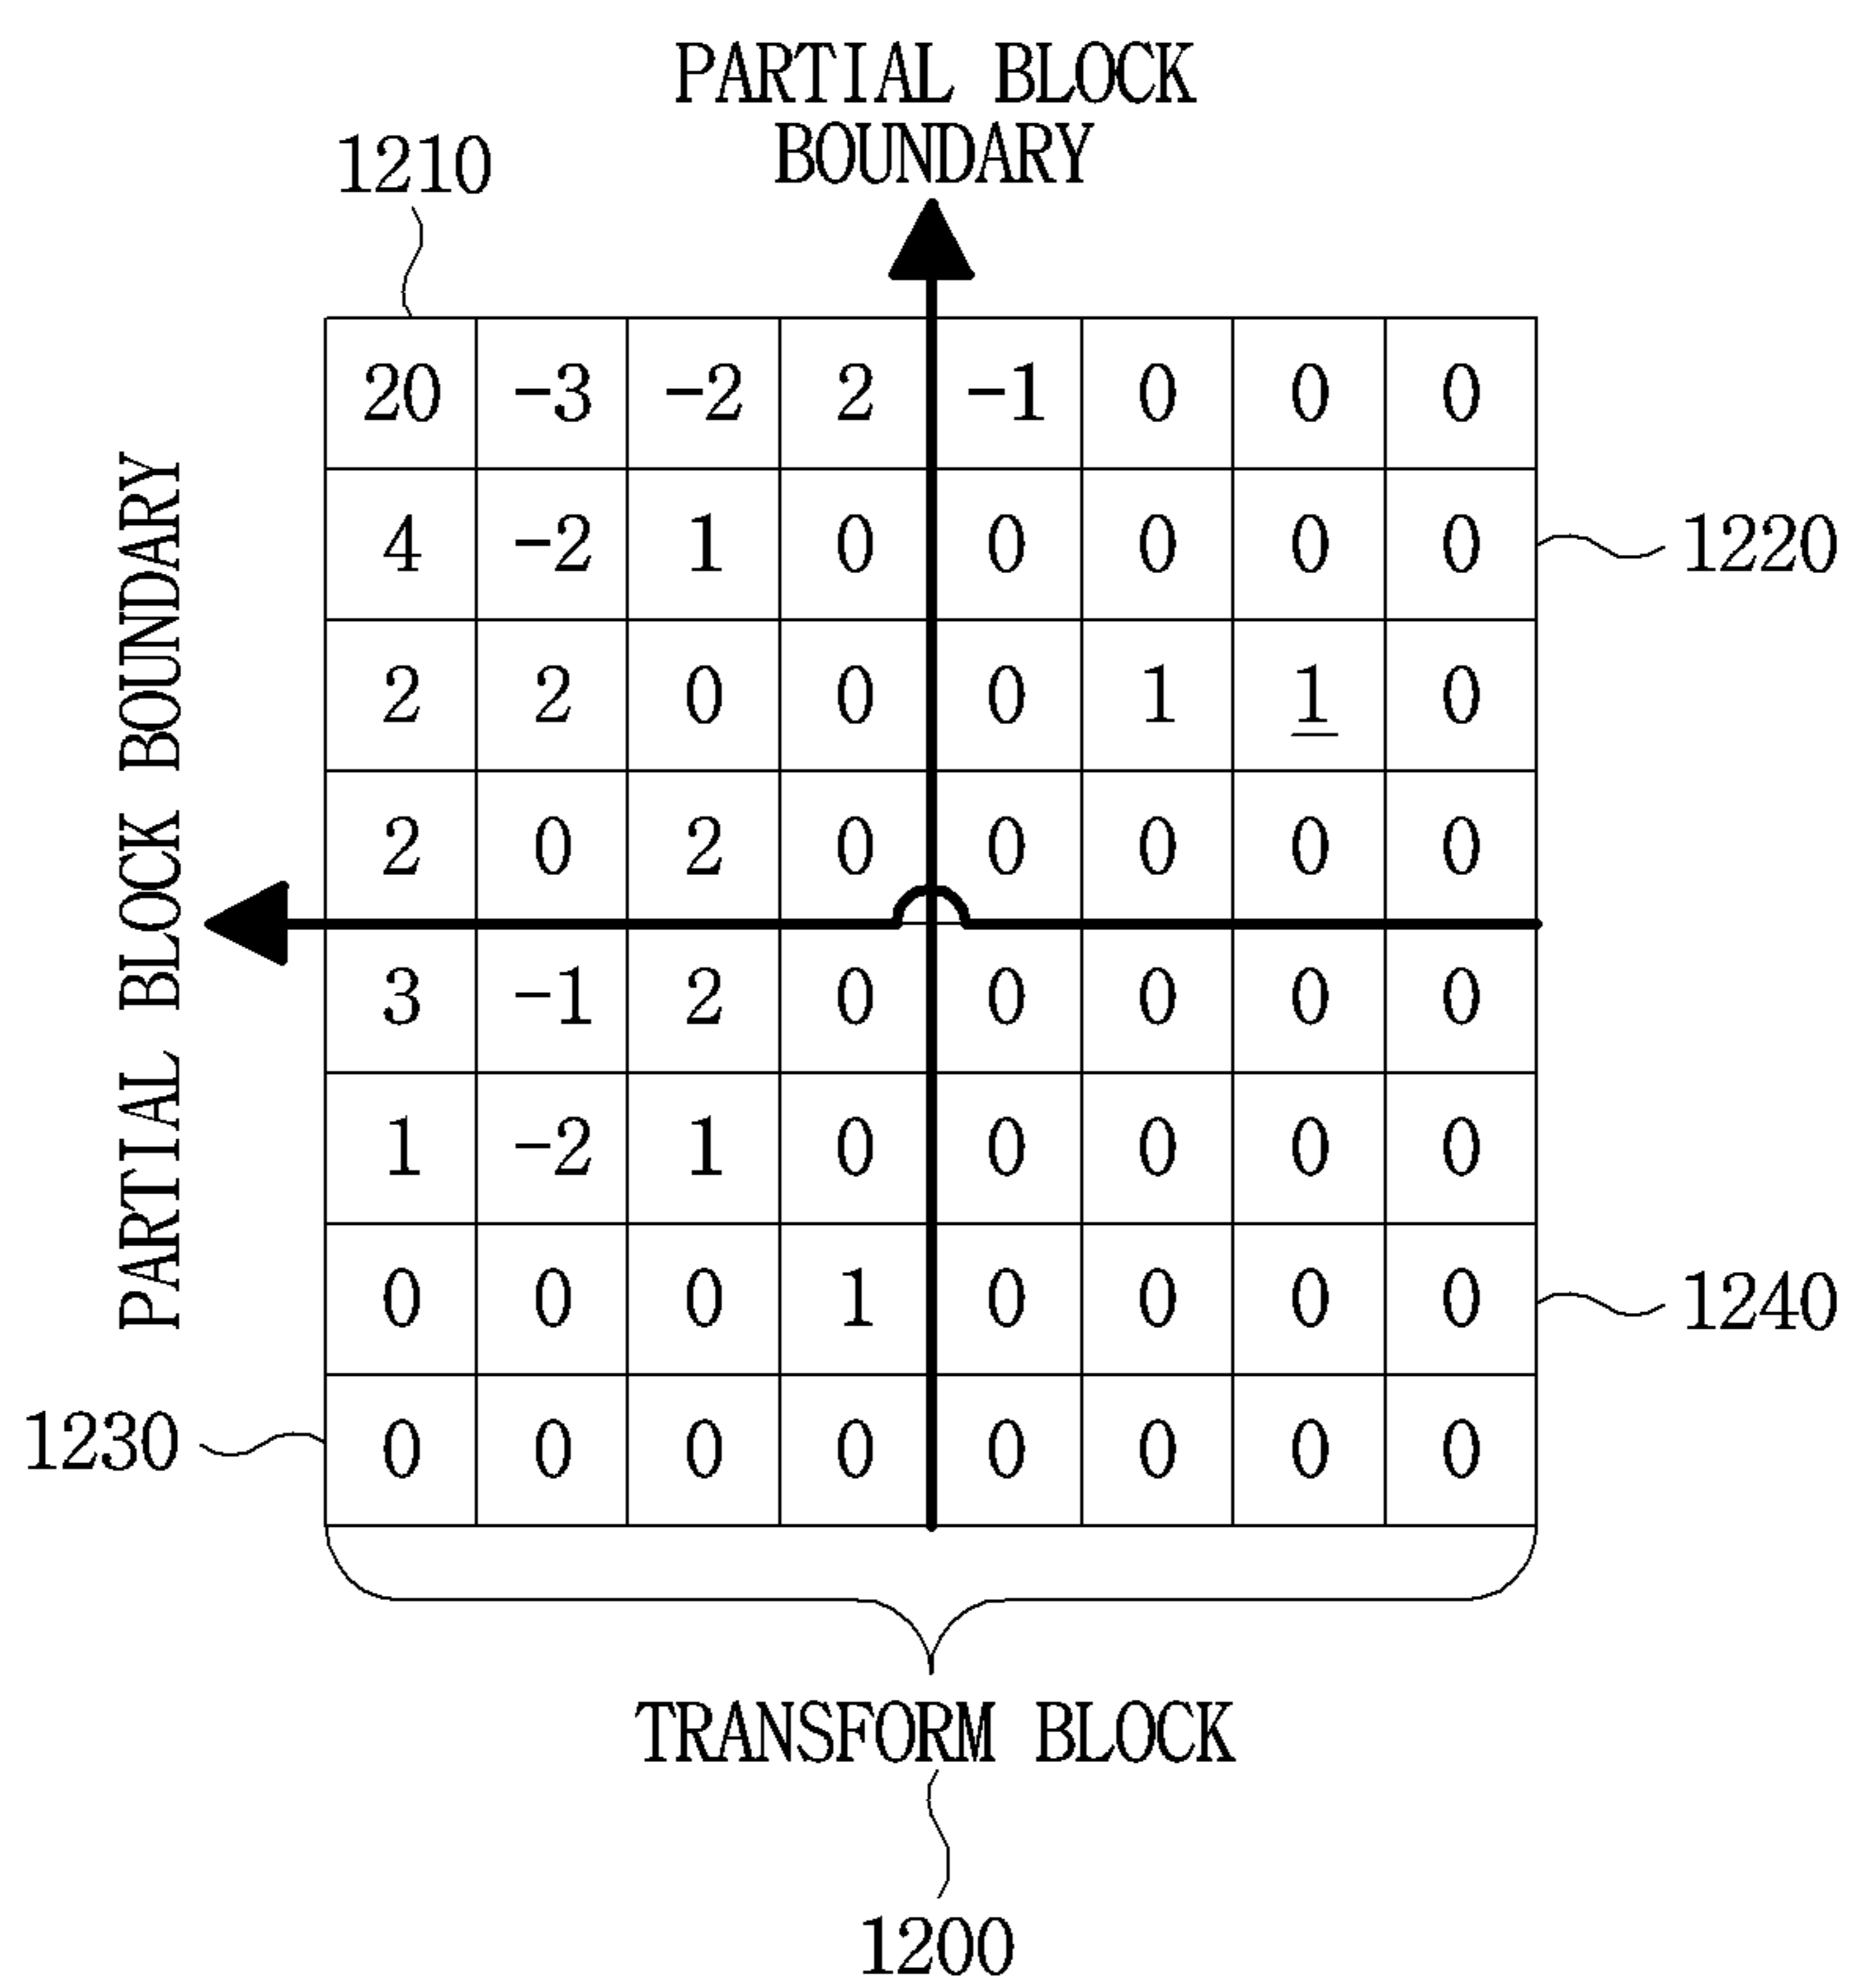 PARTIAL BLOCK
BOUNDARY
1210
PARTIAL BLOCK BOUNDARY
20 -3 -2 2 -1 0 0 0
4 -2 1 0 0 0 0 0
1220
2 2 0 0 0 1 1 0
2 0 2 0 0 0 0 0
3 -1 2 0 0 0 0 0
1 -2 1 0 0 0 0 0
0 0 0 1 0 0 0 0
1240
1230
0 0 0 0 0 0 0 0
TRANSFORM BLOCK
1200